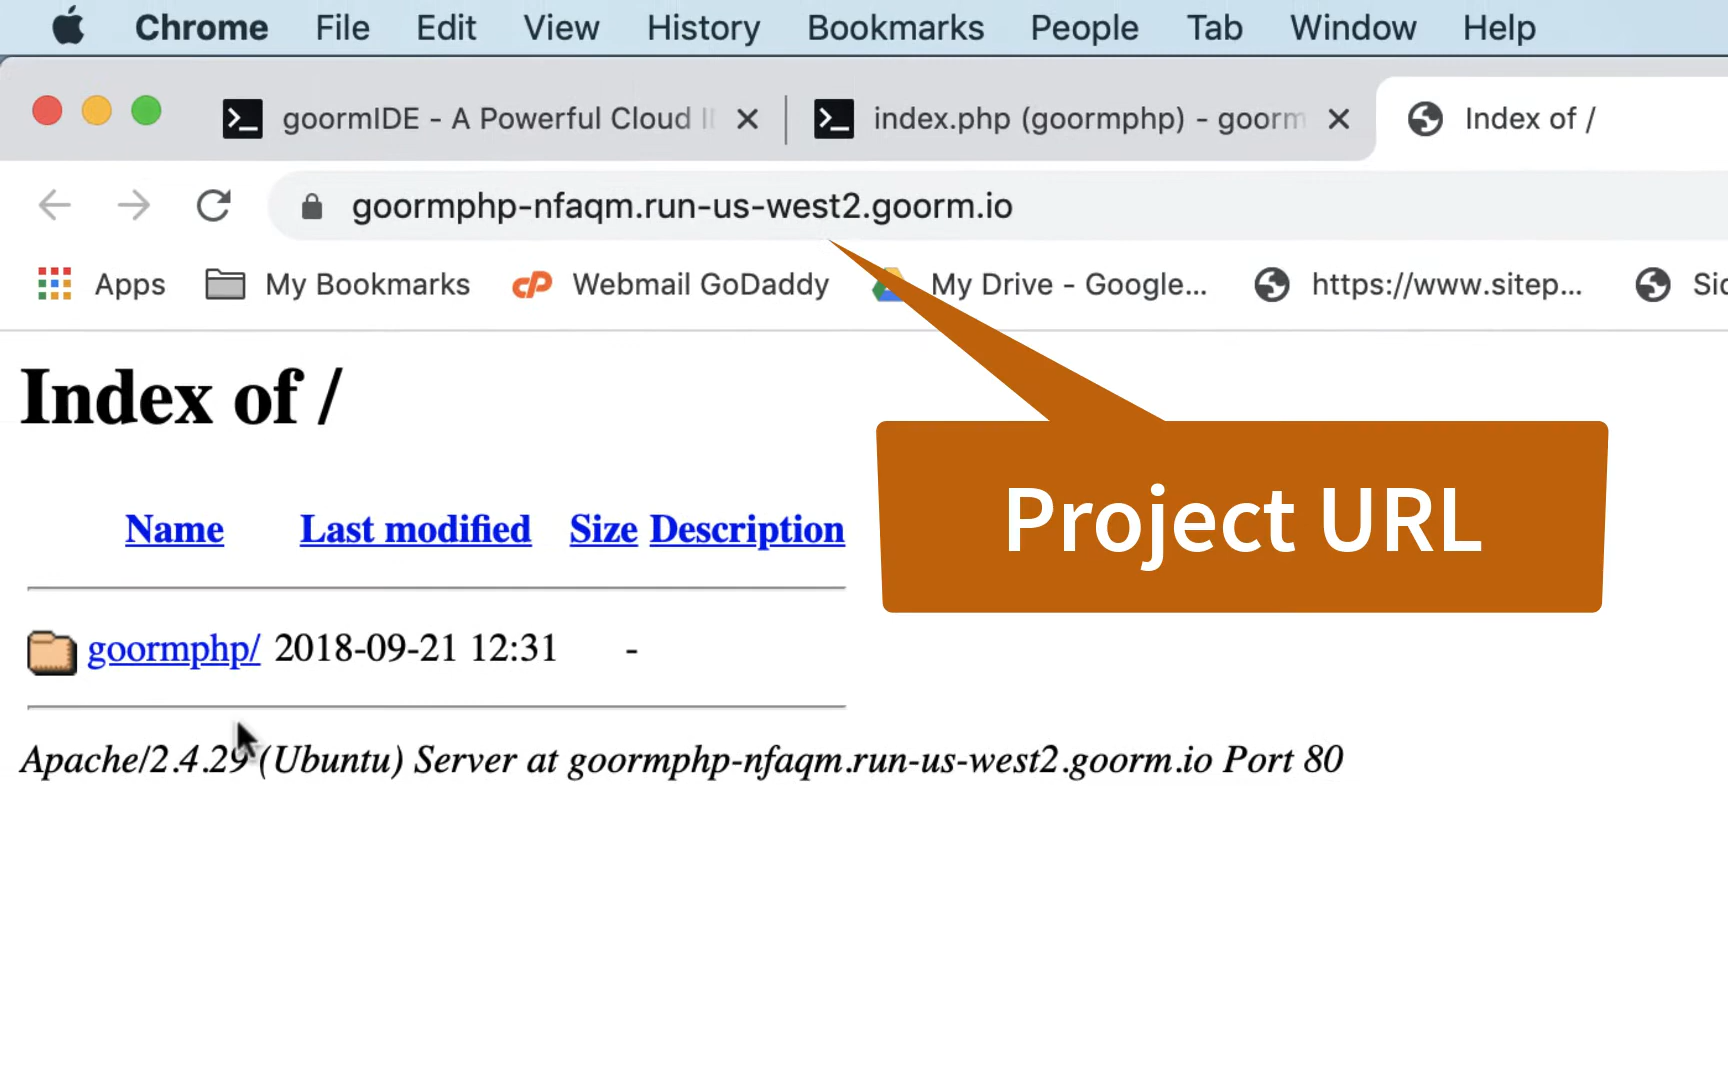 Chrome File Edit View History Bookmarks People Tab Window Help
goormIDE - A Powerful Cloud index.php (goormphp) - goorm Index of /
goormphp-nfaqm.run-us-west2.goorm.io
Apps My Bookmarks cP Webmail GoDaddy My Drive - Google... https://www.sitep...
Index of /
Project URL
Name Last modified Size Description
goormphp/ 2018-09-21 12:31 -
Apache/2.4.29 (Ubuntu) Server at goormphp-nfaqm.run-us-west2.goorm.io Port 80